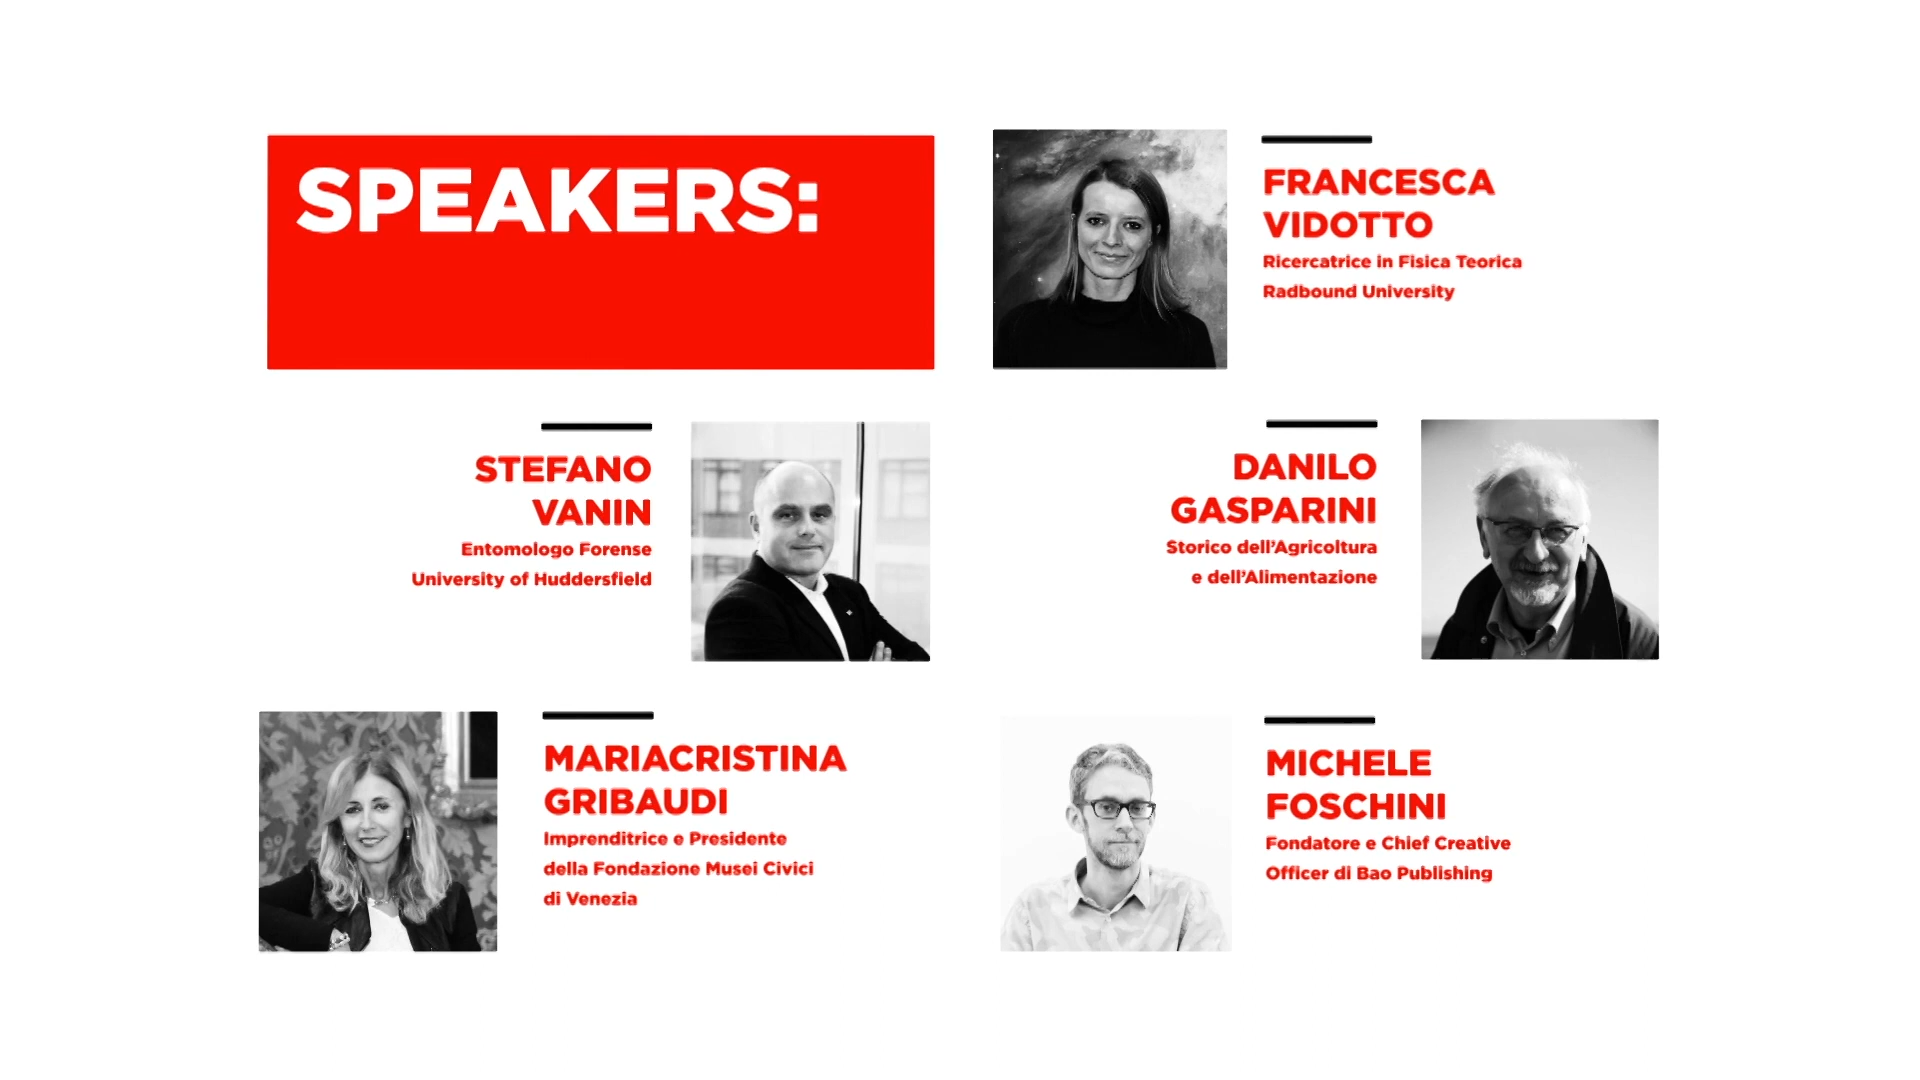 SPEAKERS:
FRANCESCA
VIDOTTO
Ricercatrice in Fisica Teorica
Radbound University
STEFANO
VANIN
Entomologo Forense
University of Huddersfield
DANILO
GASPARINI
Storico dell'Agricoltura
e dell'Alimentazione
MARIACRISTINA
GRIBAUDI
Imprenditrice e Presidente
della Fondazione Musei Civici
di Venezia
MICHELE
FOSCHINI
Fondatore e Chief Creative
Officer di Bao Publishing